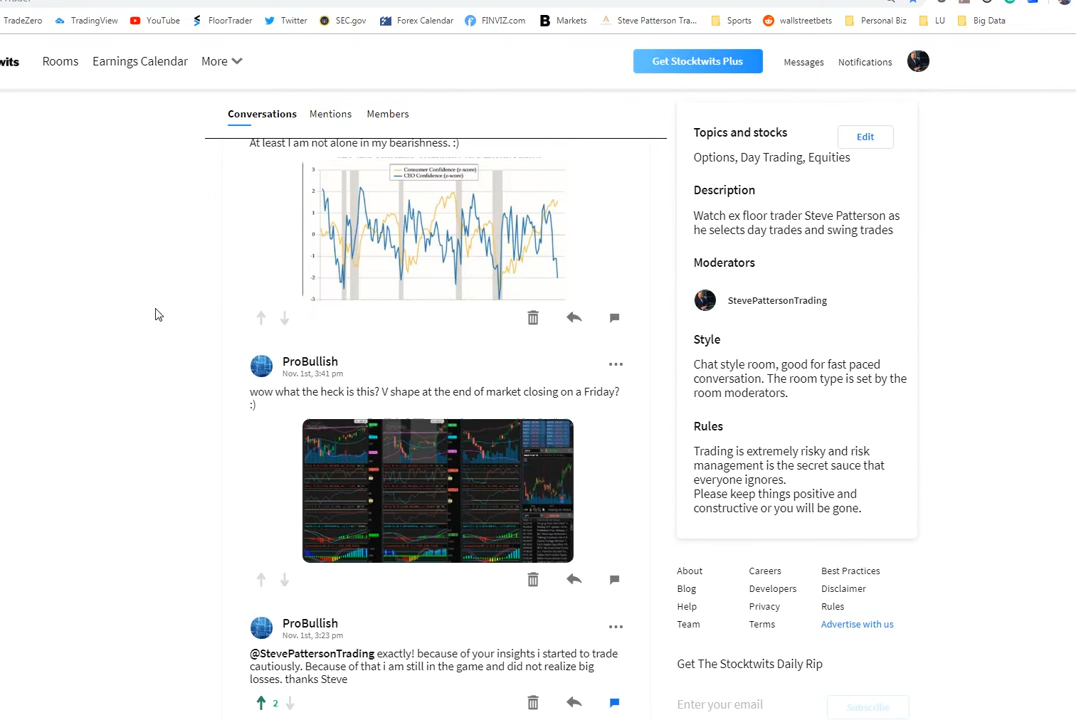 TradeZero TradingView YouTube FloorTrader Twitter SEC.gov Forex Calendar FINVIZ.com Markets Steve Patterson Tra... Sports wallstreetbets Personal Biz LU Big Data
wits Rooms Earnings Calendar More Get Stocktwits Plus Messages Notifications
Conversations Mentions Members
At least I am not alone in my bearishness. :)
Consumer Confidence (z-score)
CEO Confidence (z-score)
3
2
1
0
-1
-2
-3
ProBullish
Nov. 1st, 3:41 pm
wow what the heck is this? V shape at the end of market closing on a Friday?
:)
ProBullish
Nov. 1st, 3:23 pm
@StevePattersonTrading exactly! because of your insights i started to trade
cautiously. Because of that i am still in the game and did not realize big
losses. thanks Steve
2
Topics and stocks
Edit
Options, Day Trading, Equities
Description
Watch ex floor trader Steve Patterson as
he selects day trades and swing trades
Moderators
StevePattersonTrading
Style
Chat style room, good for fast paced
conversation. The room type is set by the
room moderators.
Rules
Trading is extremely risky and risk
management is the secret sauce that
everyone ignores.
Please keep things positive and
constructive or you will be gone.
About Careers Best Practices
Blog Developers Disclaimer
Help Privacy Rules
Team Terms Advertise with us
Get The Stocktwits Daily Rip
Enter your email Subscribe